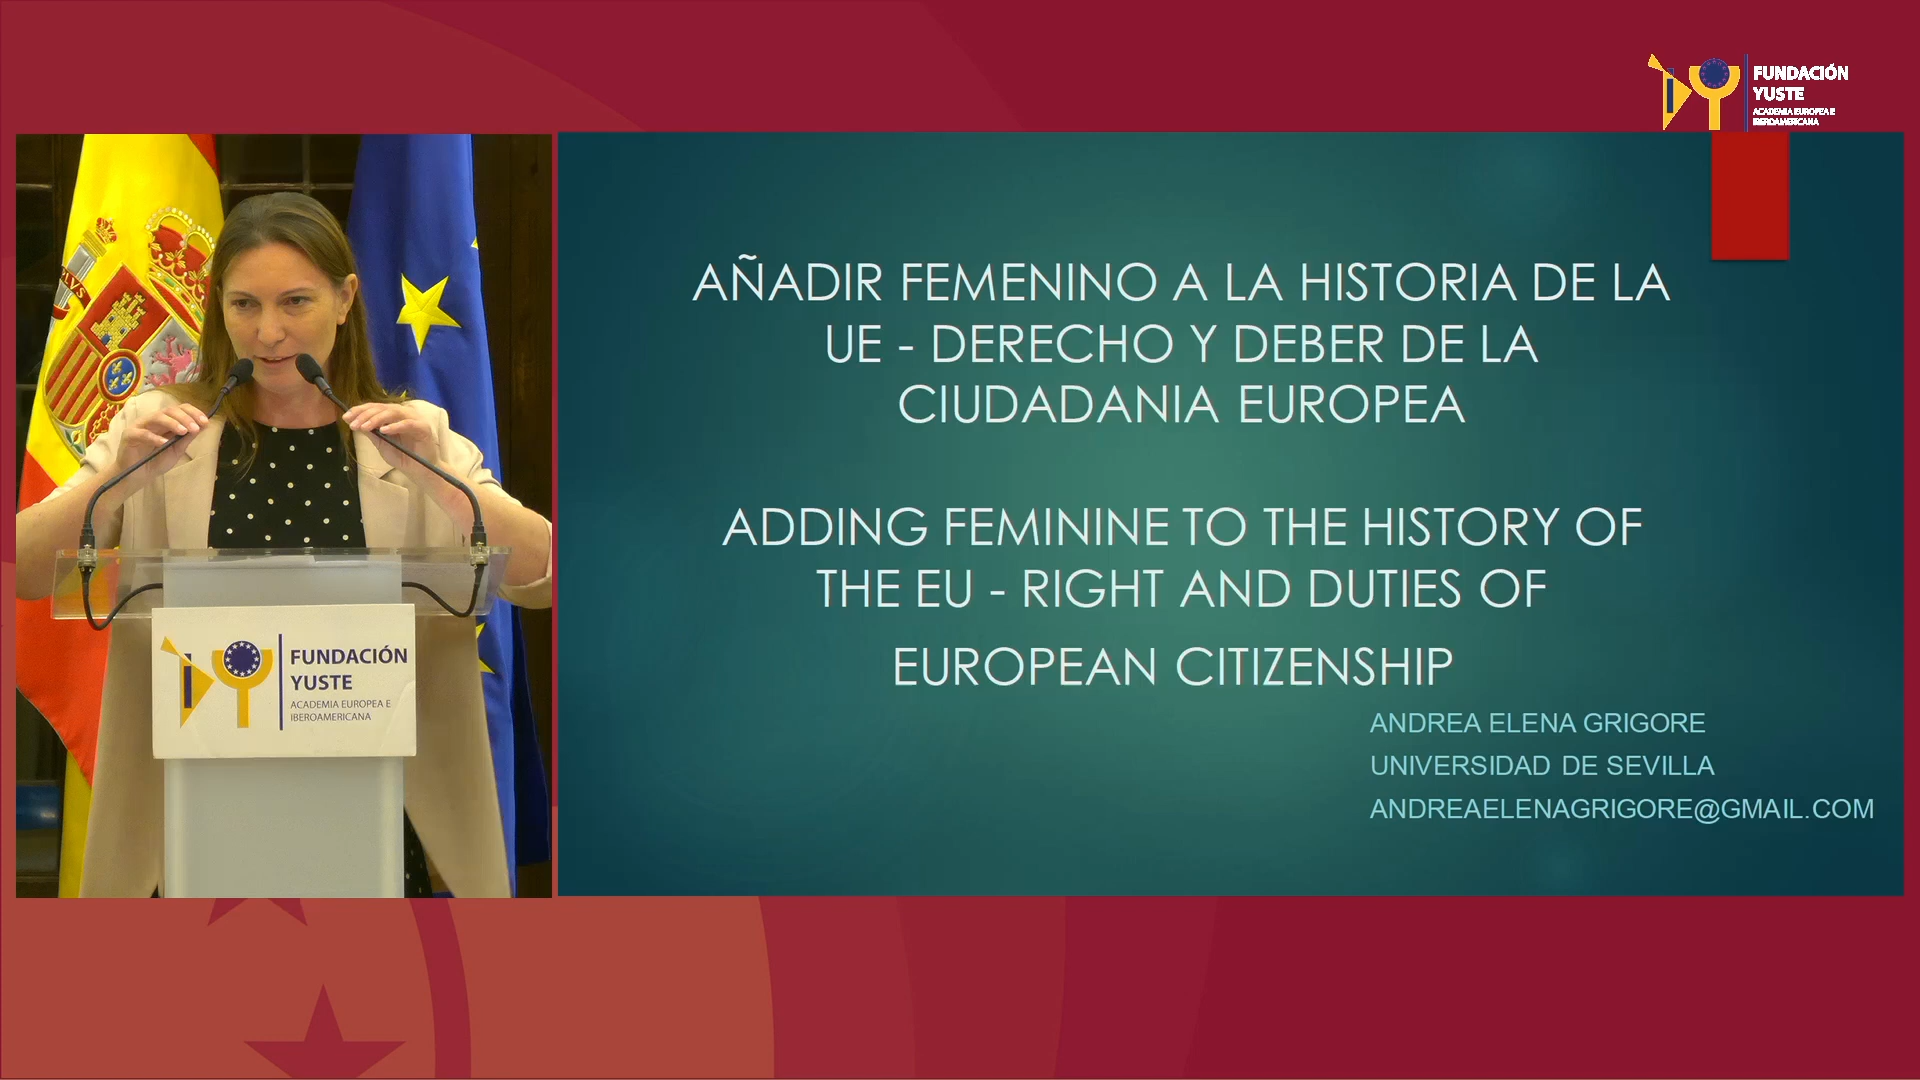 FUNDACIÓN
YUSTE
ACADEMIA EUROPEA E
IBEROAMERICANA
AÑADIR FEMENINO A LA HISTORIA DE LA
UE - DERECHO Y DEBER DE LA
CIUDADANIA EUROPEA
ADDING FEMININE TO THE HISTORY OF
THE EU - RIGHT AND DUTIES OF
EUROPEAN CITIZENSHIP
ANDREA ELENA GRIGORE
UNIVERSIDAD DE SEVILLA
ANDREAELENAGRIGORE@GMAIL.COM
PLVS
FUNDACIÓN
YUSTE
ACADEMIA EUROPEA E
IBEROAMERICANA